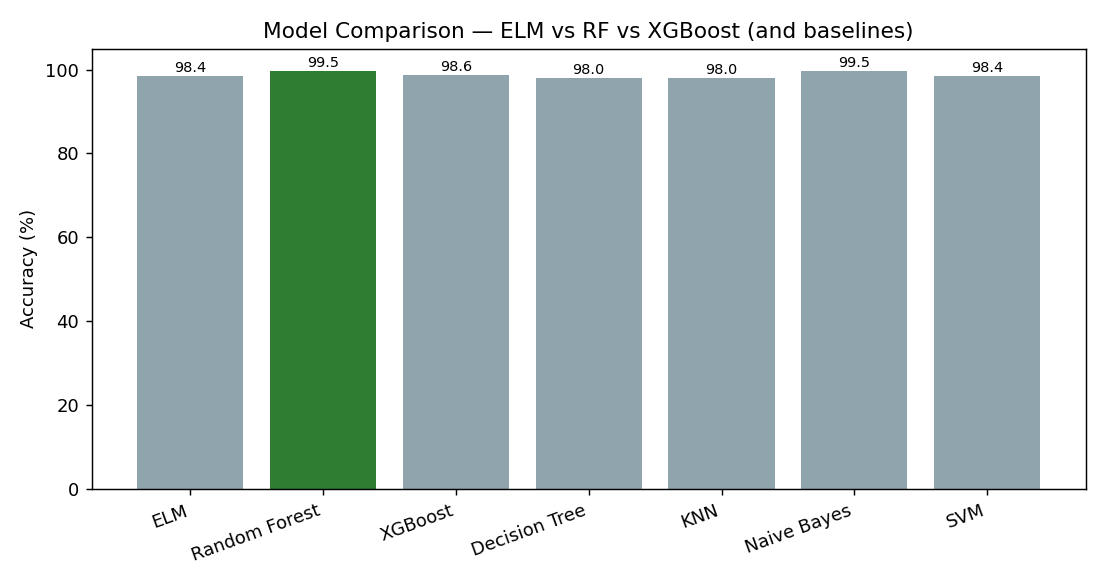 Model Comparison — ELM vs RF vs XGBoost (and baselines)
Accuracy (%)
100
80
60
40
20
0
98.4
99.5
98.6
98.0
98.0
99.5
98.4
ELM
Random Forest
XGBoost
Decision Tree
KNN
Naive Bayes
SVM